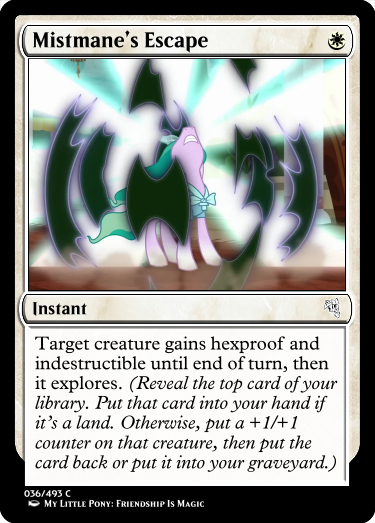 Mistmane's Escape
Instant
Target creature gains hexproof and
indestructible until end of turn, then
it explores. (Reveal the top card of your
library. Put that card into your hand if
it's a land. Otherwise, put a +1/+1
counter on that creature, then put the
card back or put it into your graveyard.)
036/493 C
My Little Pony: Friendship Is Magic